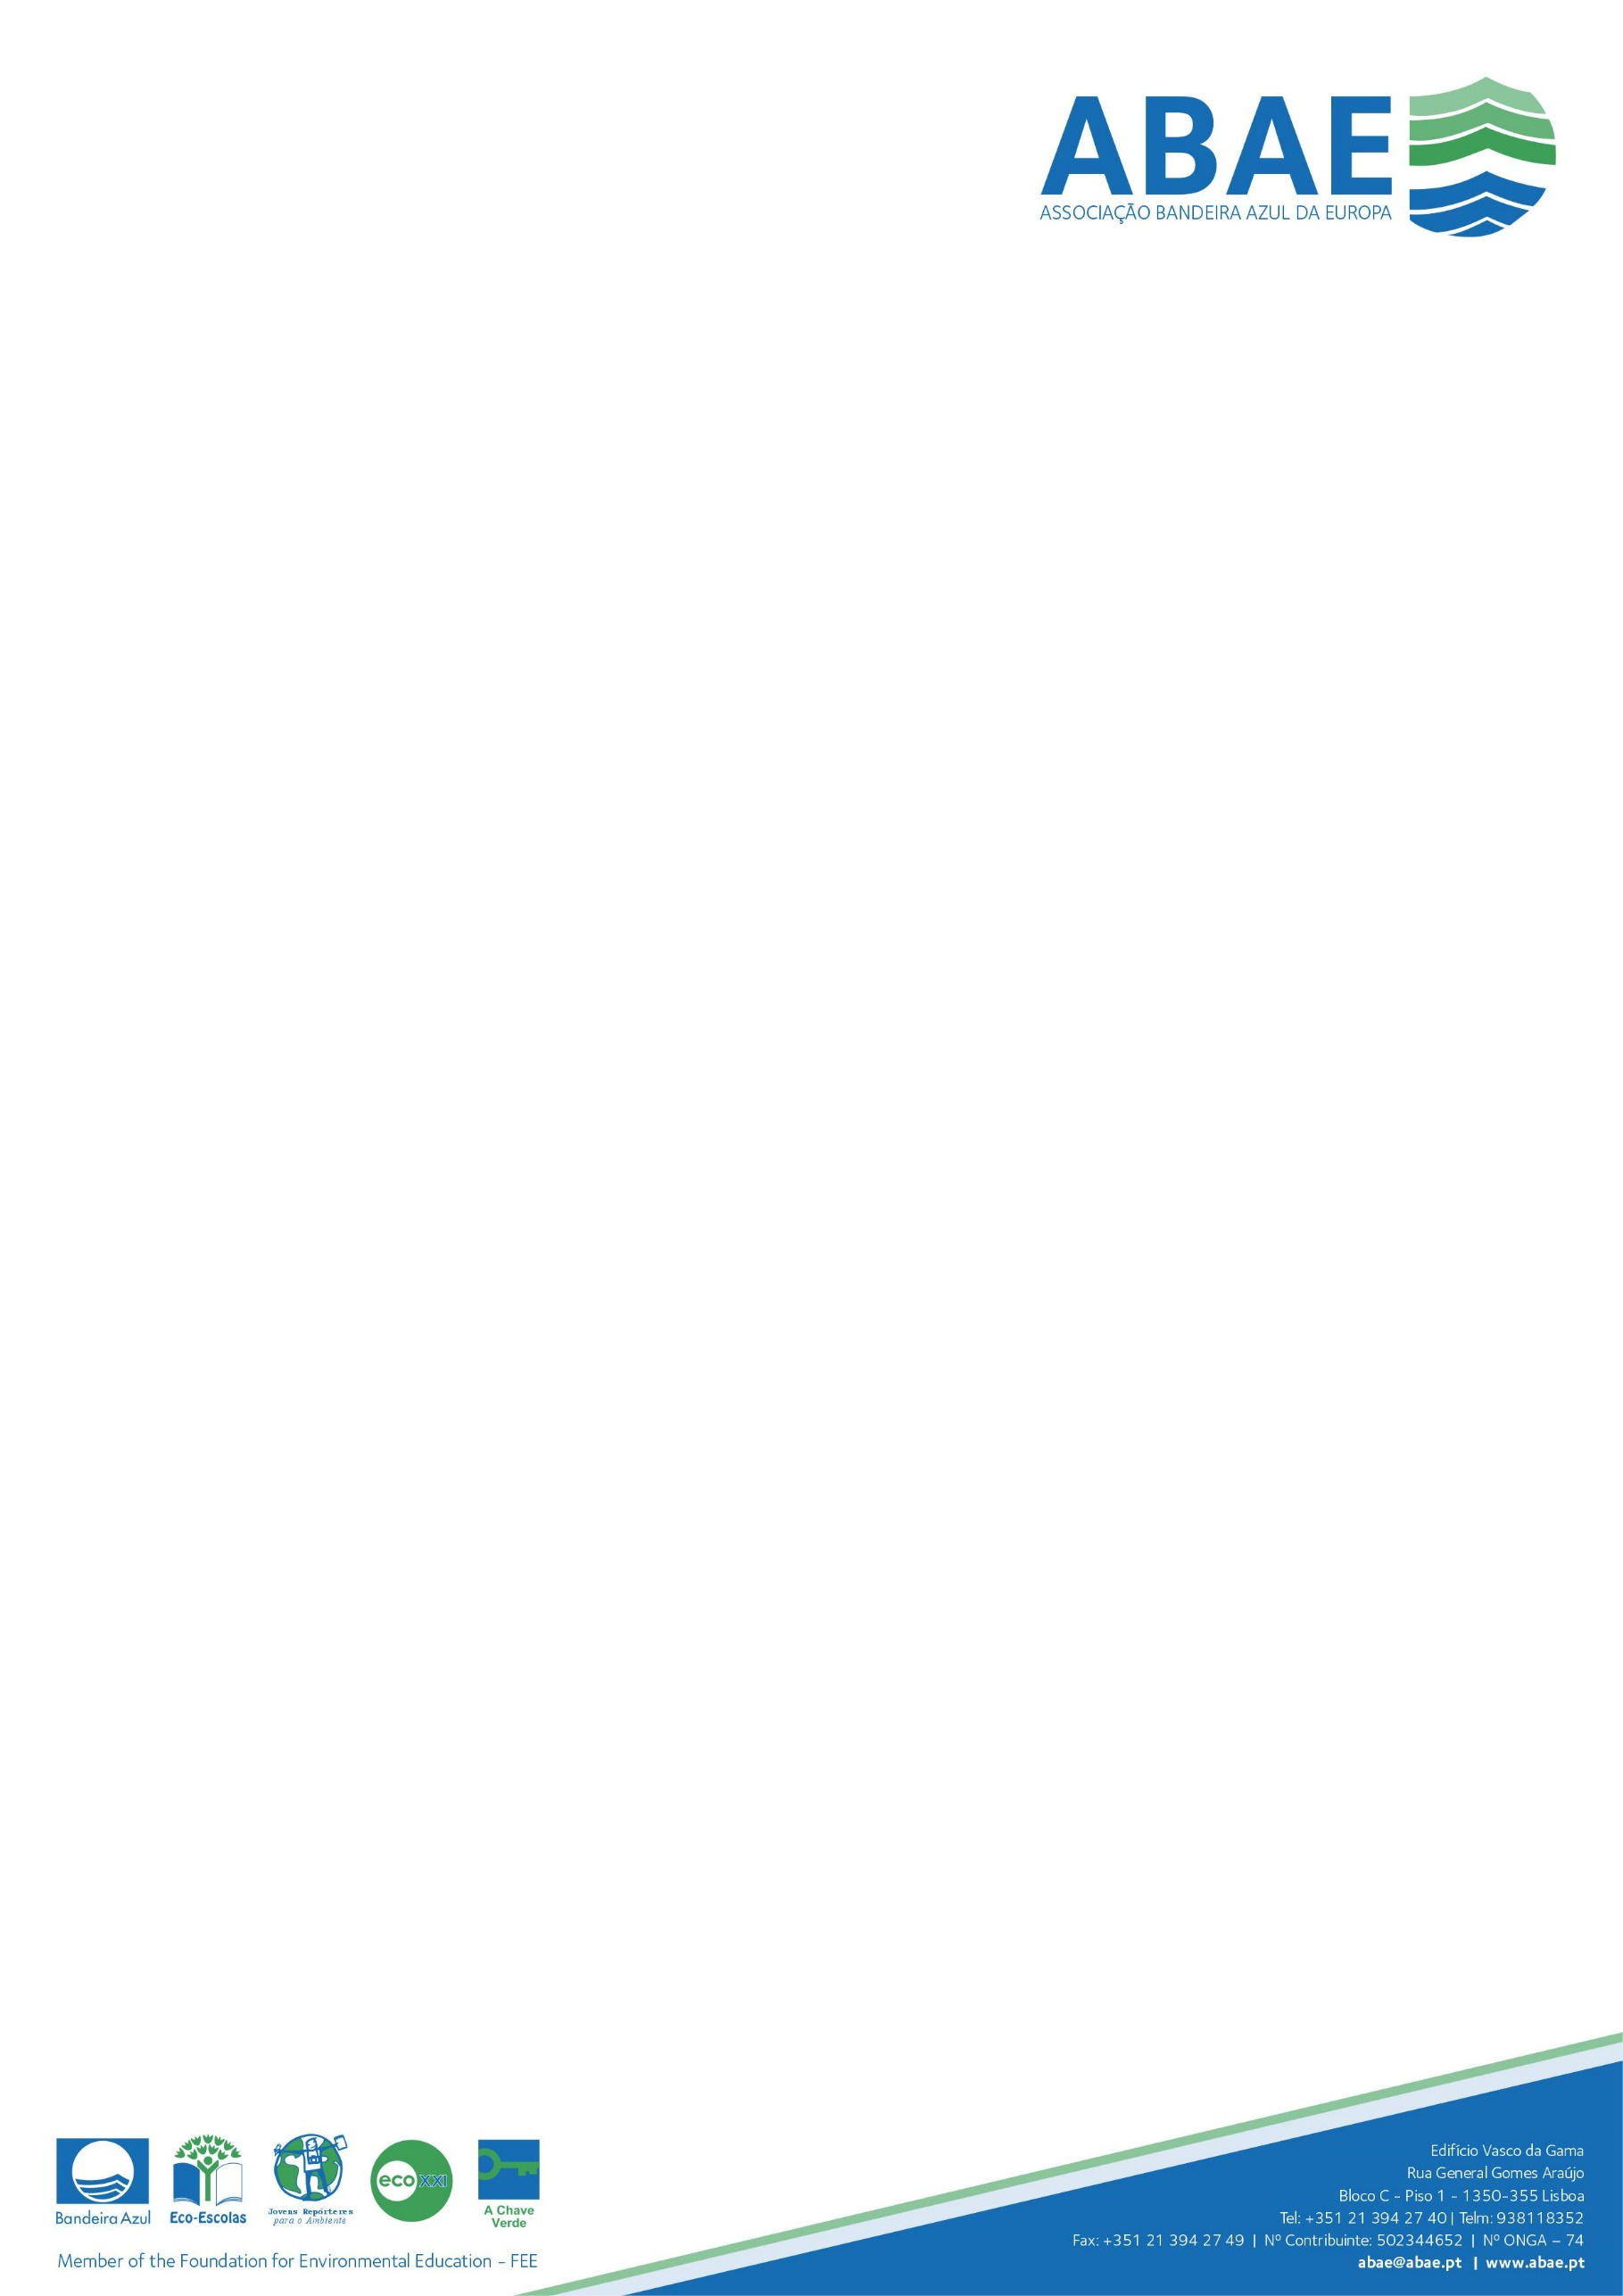 ABAE
ASSOCIAÇÃO BANDEIRA AZUL DA EUROPA
Bandeira Azul
Eco-Escolas
Jovens Repórteres
para o Ambiente
eco XXI
A Chave
Verde
Member of the Foundation for Environmental Education - FEE
Edifício Vasco da Gama
Rua General Gomes Araújo
Bloco C - Piso 1 - 1350-355 Lisboa
Tel: +351 21 394 27 40 | Telm: 938118352
Fax: +351 21 394 27 49 | Nº Contribuinte: 502344652 | Nº ONGA – 74
abae@abae.pt | www.abae.pt